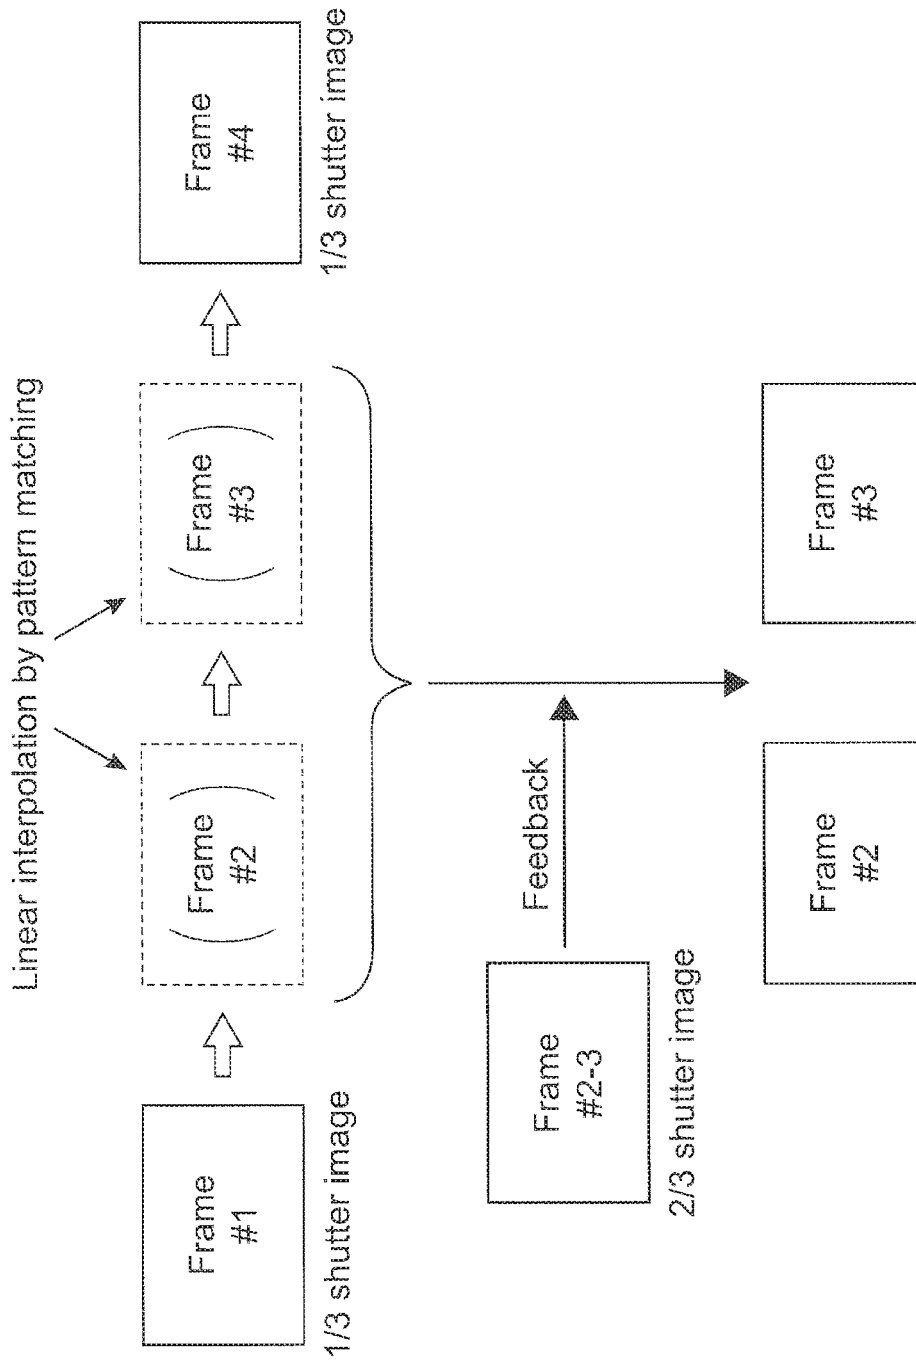 Linear interpolation by pattern matching
Frame
#1
Frame
#2
Frame
#3
Frame
#4
1/3 shutter image
1/3 shutter image
Frame
#2-3
Feedback
2/3 shutter image
Frame
#2
Frame
#3